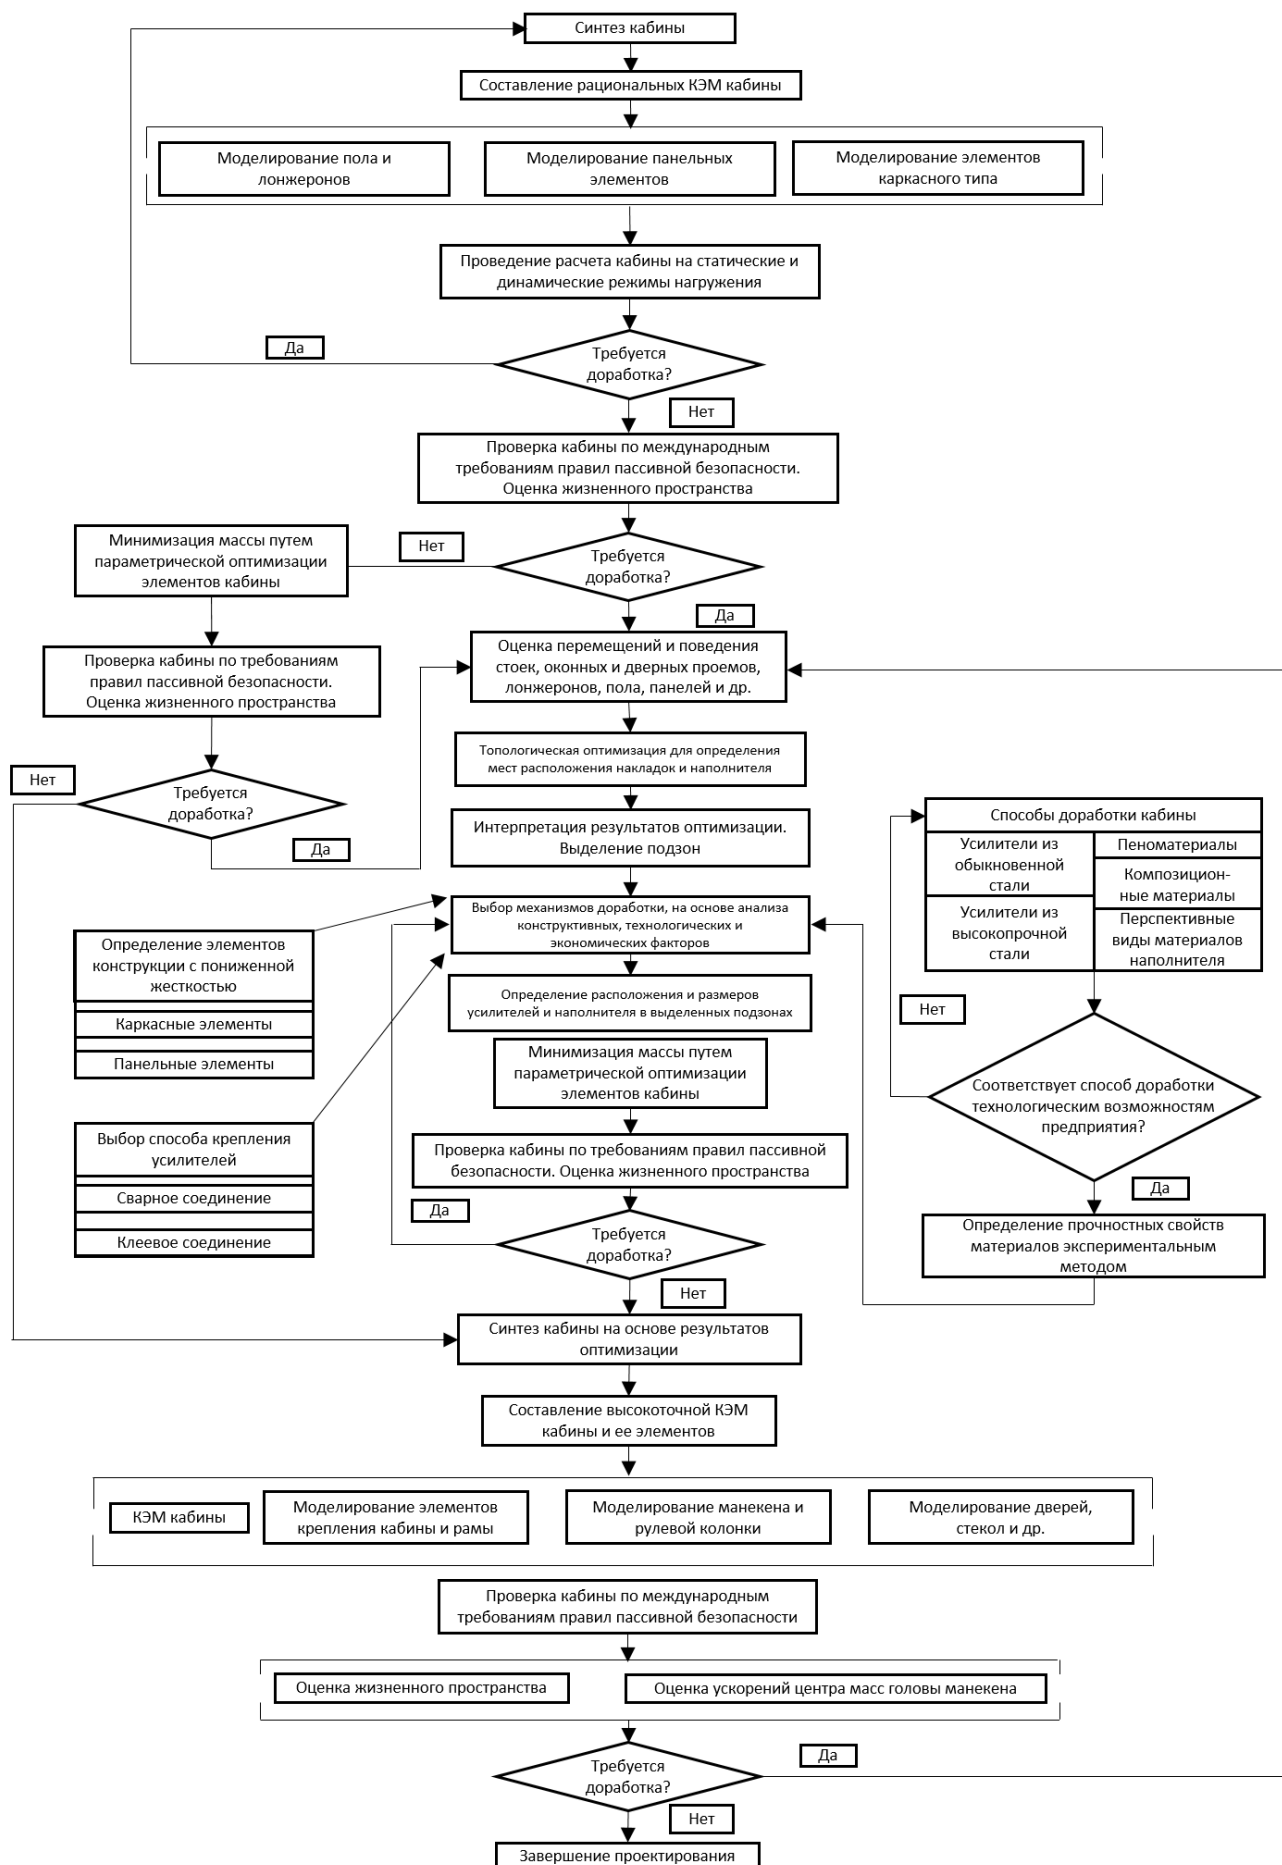 Синтез кабины
Составление рациональных КЭМ кабины
Моделирование пола и
лонжеронов
Моделирование панельных
элементов
Моделирование элементов
каркасного типа
Проведение расчета кабины на статические и
динамические режимы нагружения
Да
Требуется
доработка?
Нет
Проверка кабины по международным
требованиям правил пассивной безопасности.
Оценка жизненного пространства
Минимизация массы путем
параметрической оптимизации
элементов кабины
Нет
Требуется
доработка?
Да
Проверка кабины по требованиям
правил пассивной безопасности.
Оценка жизненного пространства
Оценка перемещений и поведения
стоек, оконных и дверных проемов,
лонжеронов, пола, панелей и др.
Топологическая оптимизация для определения
мест расположения накладок и наполнителя
Нет
Требуется
доработка?
Да
Интерпретация результатов оптимизации.
Выделение подзон
Способы доработки кабины
Усилители из
обыкновенной
стали
Усилители из
высокопрочной
стали
Пеноматериалы
Композицион-
ные материалы
Перспективные
виды материалов
наполнителя
Выбор механизмов доработки, на основе анализа
конструктивных, технологических и
экономических факторов
Определение элементов
конструкции с пониженной
жесткостью
Каркасные элементы
Панельные элементы
Определение расположения и размеров
усилителей и наполнителя в выделенных подзонах
Нет
Минимизация массы путем
параметрической оптимизации
элементов кабины
Соответствует способ доработки
технологическим возможностям
предприятия?
Выбор способа крепления
усилителей
Сварное соединение
Клеевое соединение
Проверка кабины по требованиям правил пассивной
безопасности. Оценка жизненного пространства
Да
Да
Требуется
доработка?
Определение прочностных свойств
материалов экспериментальным
методом
Нет
Синтез кабины на основе результатов
оптимизации
Составление высокоточной КЭМ
кабины и ее элементов
КЭМ кабины
Моделирование элементов
крепления кабины и рамы
Моделирование манекена и
рулевой колонки
Моделирование дверей,
стекол и др.
Проверка кабины по международным
требованиям правил пассивной безопасности
Оценка жизненного пространства
Оценка ускорений центра масс головы манекена
Требуется
доработка?
Да
Нет
Завершение проектирования